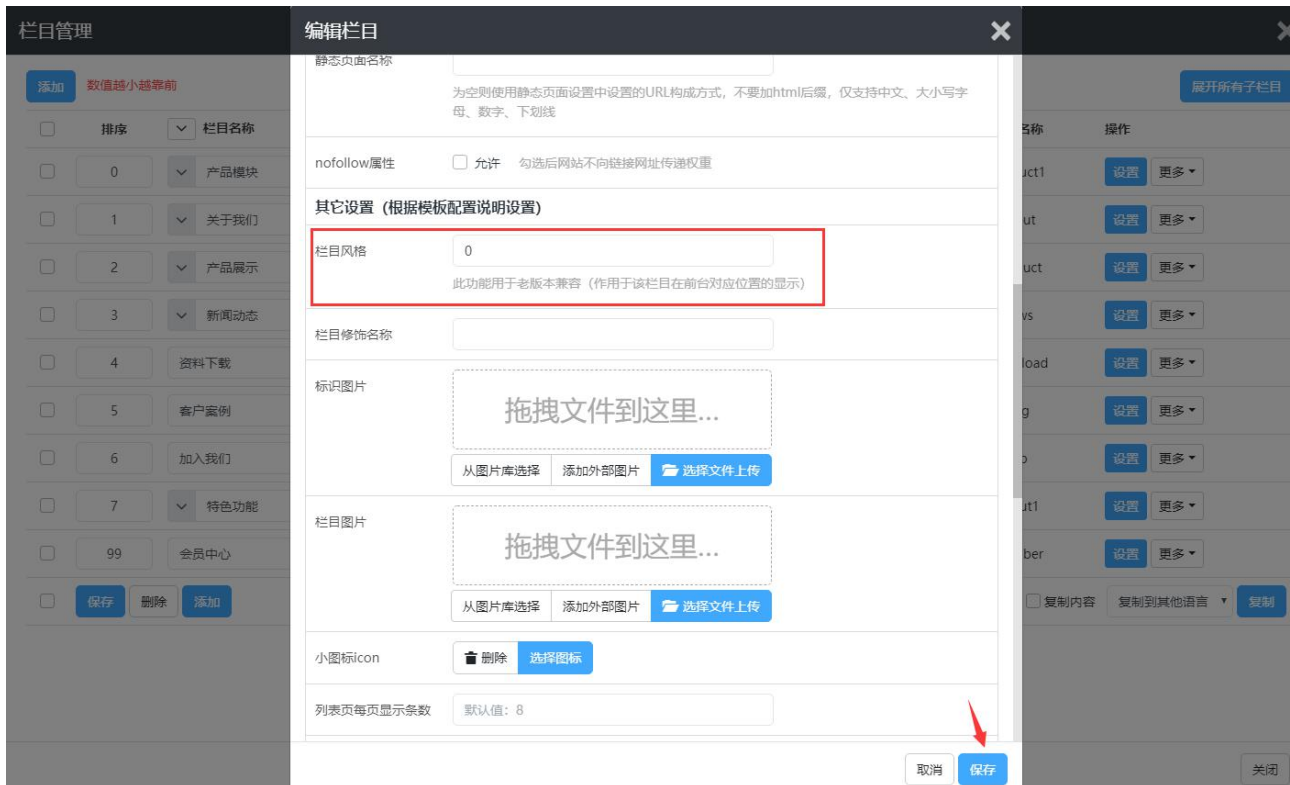 栏目管理
编辑栏目
添加
数值越小越靠前
展开所有子栏目
静态页面名称
为空则使用静态页面设置中设置的URL构成方式，不要加html后缀，仅支持中文、大小写字
母、数字、下划线
排序
栏目名称
名称
操作
nofollow属性
允许
勾选后网站不向链接网址传递权重
0
产品模块
uct1
设置
更多
其它设置（根据模板配置说明设置）
1
关于我们
ut
设置
更多
栏目风格
0
此功能用于老版本兼容（作用于该栏目在前台对应位置的显示）
2
产品展示
uct
设置
更多
3
新闻动态
vs
设置
更多
栏目修饰名称
4
资料下载
load
设置
更多
标识图片
拖拽文件到这里...
5
客户案例
g
设置
更多
6
加入我们
设置
更多
从图片库选择
添加外部图片
选择文件上传
7
特色功能
ut1
设置
更多
栏目图片
拖拽文件到这里...
99
会员中心
ber
设置
更多
保存
删除
添加
从图片库选择
添加外部图片
选择文件上传
复制内容
复制到其他语言
复制
小图标icon
删除
选择图标
列表页每页显示条数
默认值：8
取消
保存
关闭